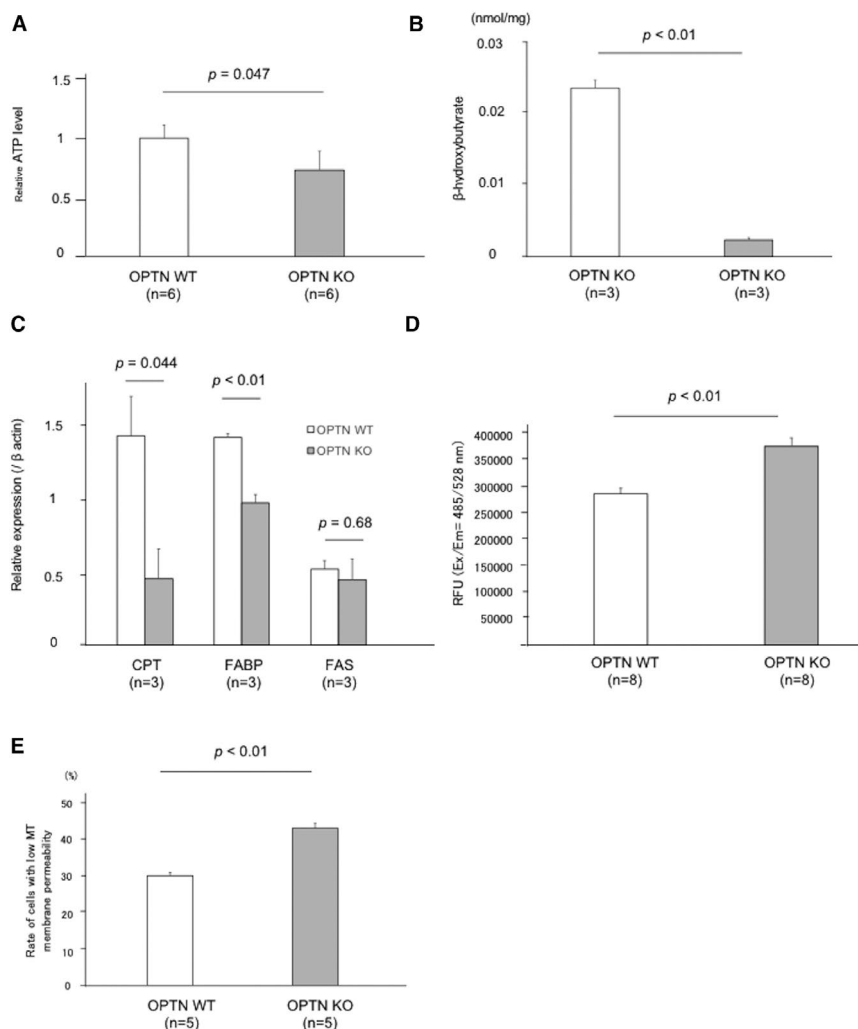 A
p = 0.047
1.5
1
0.5
0
Relative ATP level
OPTN WT
(n=6)
OPTN KO
(n=6)
B
(nmol/mg)
p < 0.01
0.03
0.02
0.01
0
β-hydroxybutyrate
OPTN KO
(n=3)
OPTN KO
(n=3)
C
p = 0.044
p < 0.01
p = 0.68
OPTN WT
OPTN KO
1.5
1
0.5
0
Relative expression (/ β actin)
CPT
(n=3)
FABP
(n=3)
FAS
(n=3)
D
p < 0.01
400000
350000
300000
250000
200000
150000
100000
50000
RFU (Ex/Em= 485/528 nm)
OPTN WT
(n=8)
OPTN KO
(n=8)
E
p < 0.01
(%)
50
40
30
20
10
0
Rate of cells with low MT
membrane permeability
OPTN WT
(n=5)
OPTN KO
(n=5)